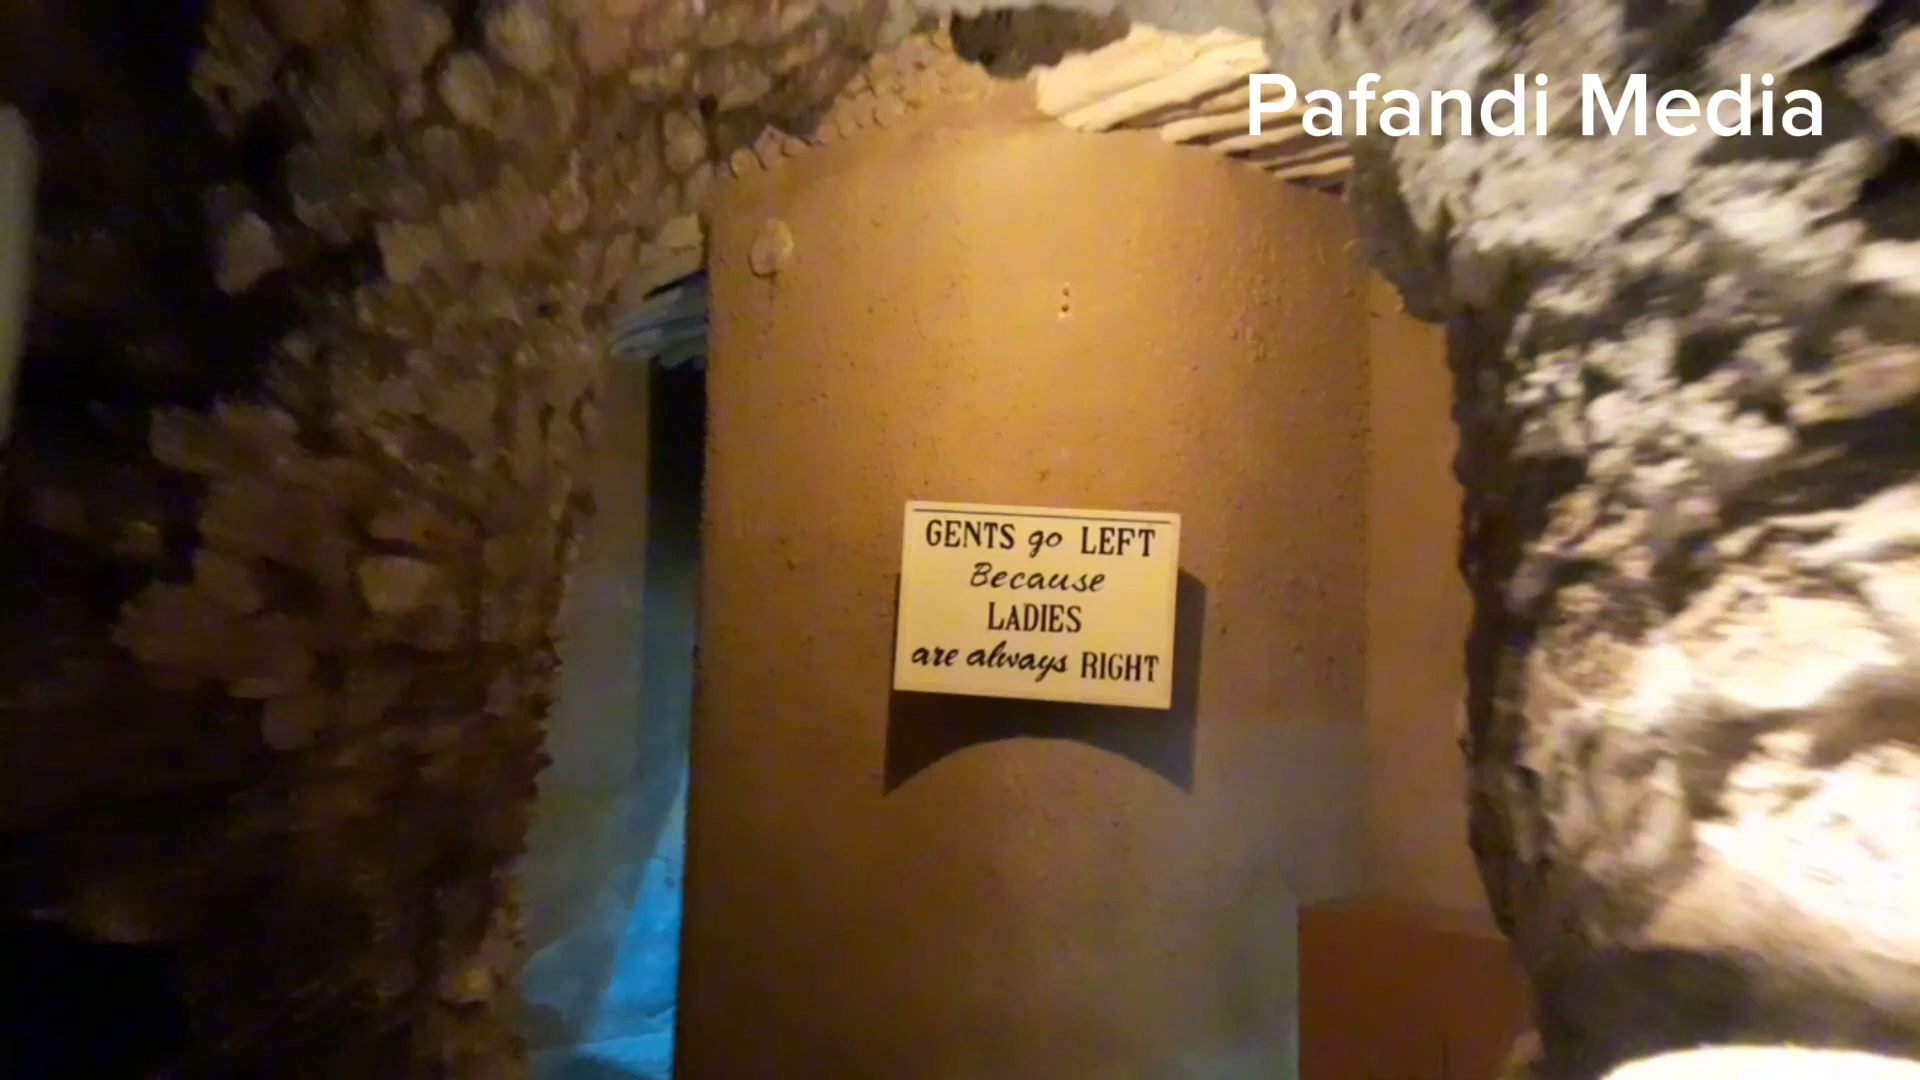 Pafandi Media
GENTS go LEFT
Because
LADIES
are always RIGHT